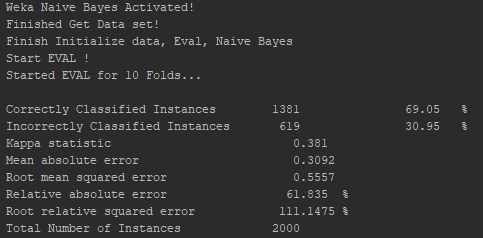 Weka Naive Bayes Activated!
Finished Get Data set!
Finish Initialize data, Eval, Naive Bayes
Start EVAL !
Started EVAL for 10 Folds...
Correctly Classified Instances 1381 69.05 %
Incorrectly Classified Instances 619 30.95 %
Kappa statistic 0.381
Mean absolute error 0.3092
Root mean squared error 0.5557
Relative absolute error 61.835 %
Root relative squared error 111.1475 %
Total Number of Instances 2000